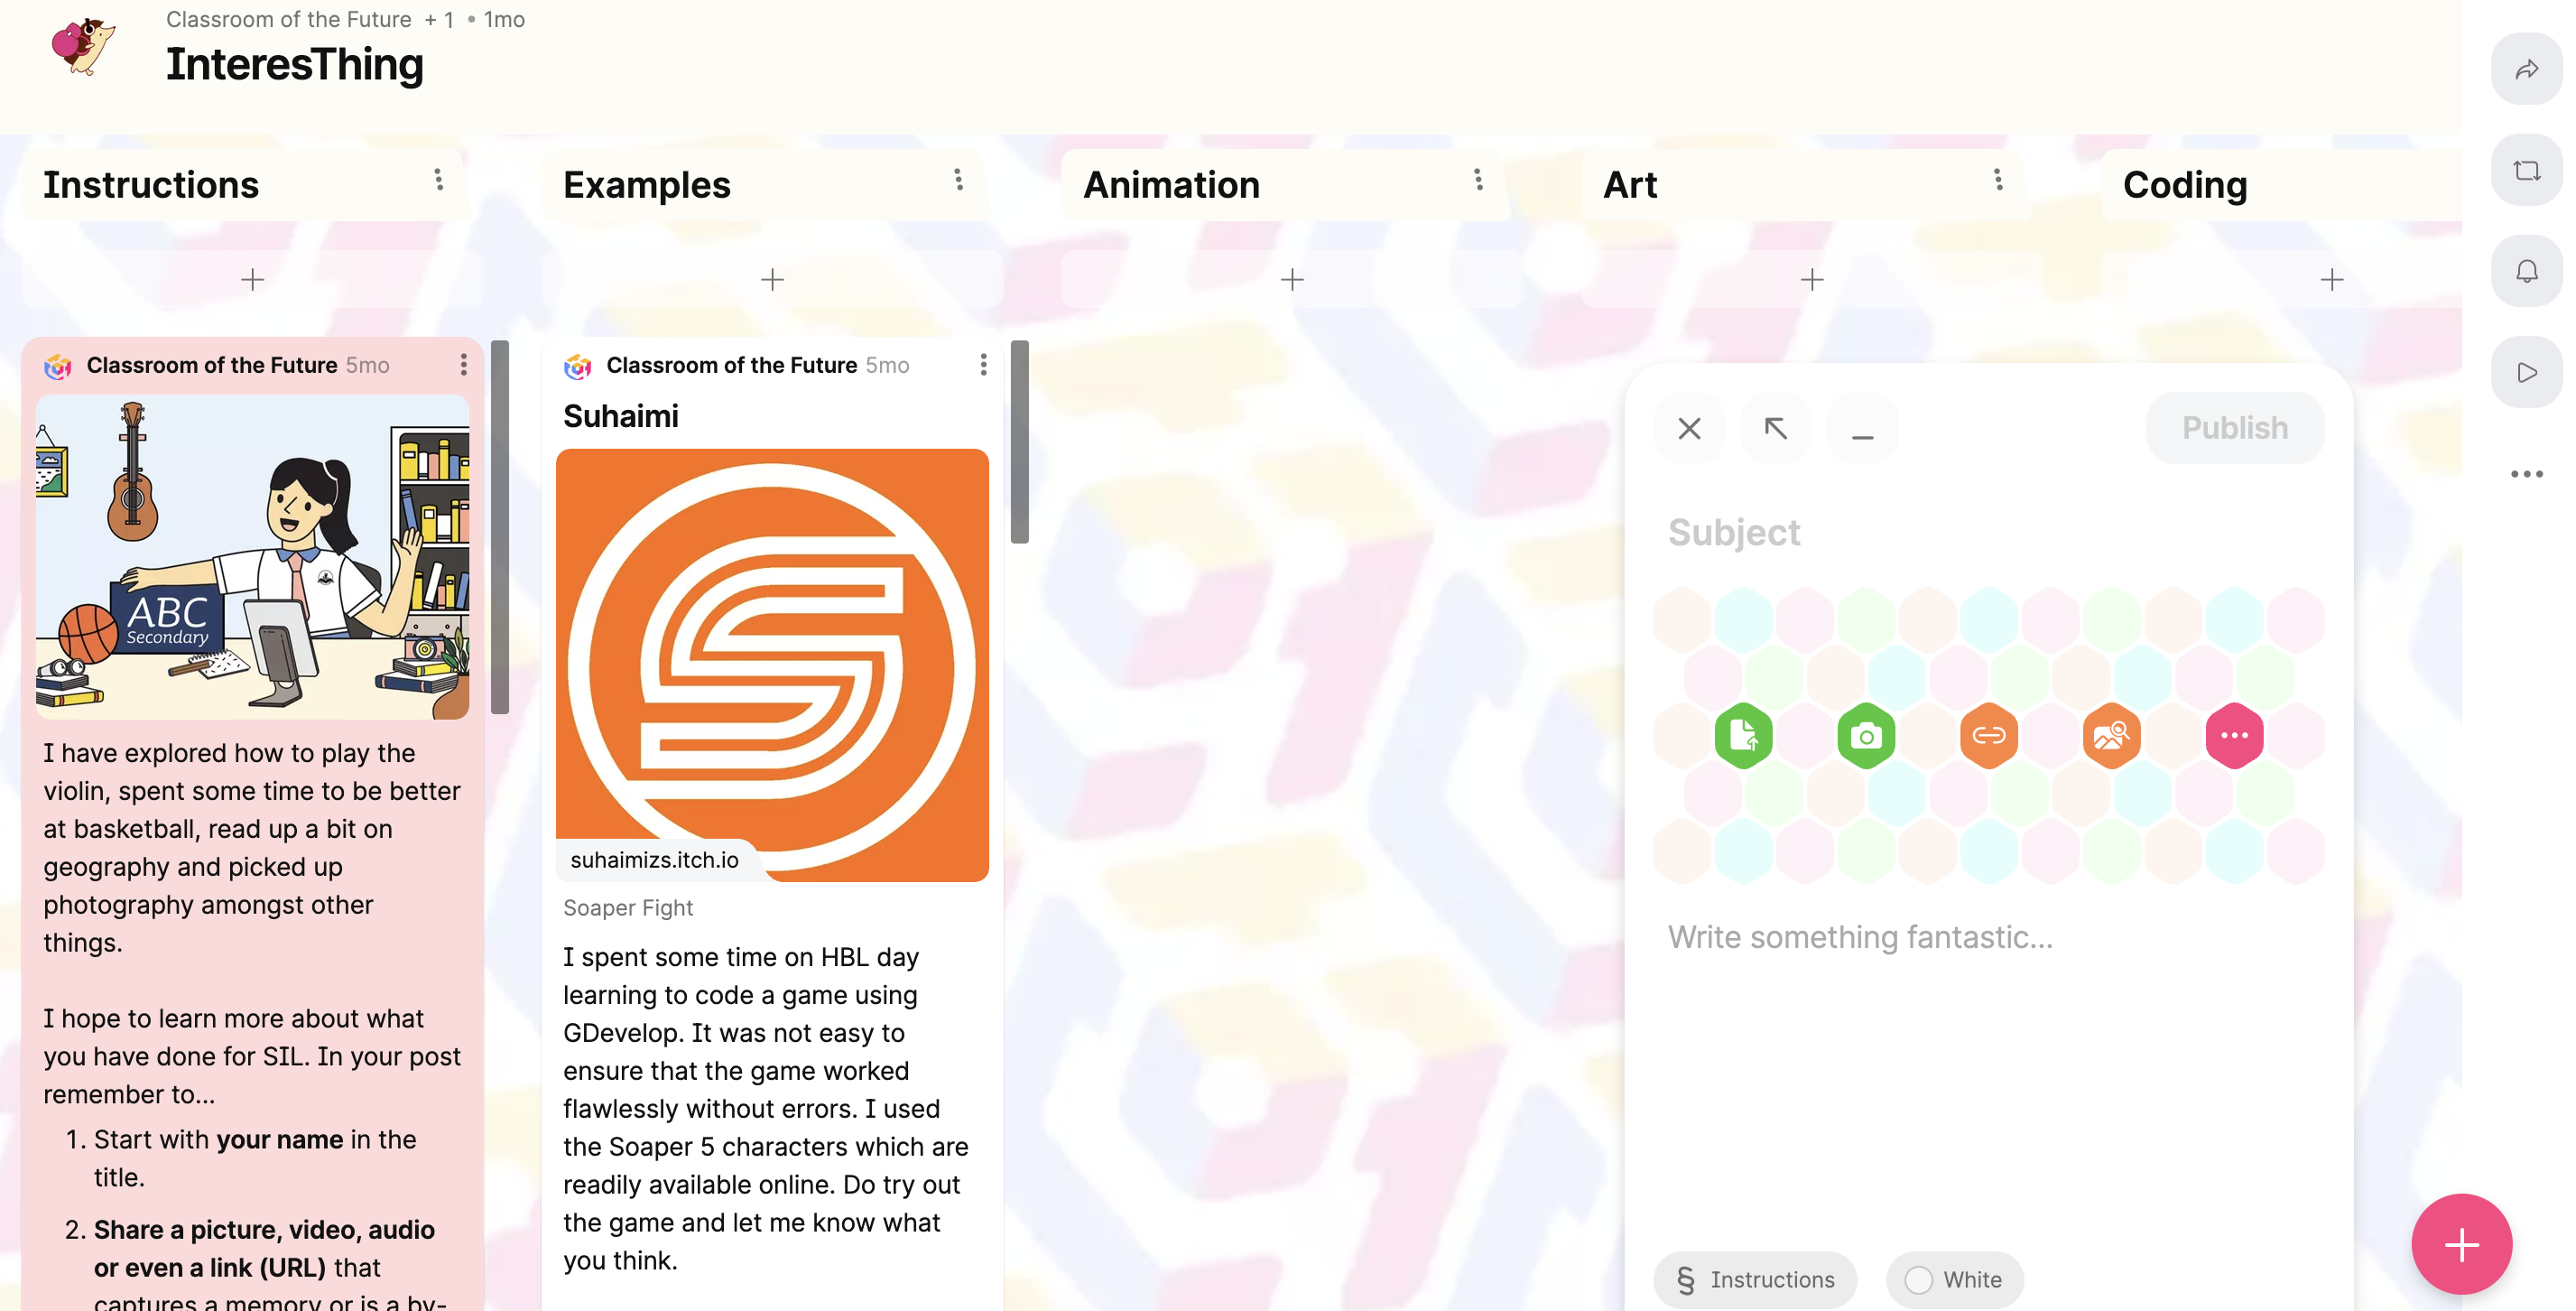 Classroom of the Future + 1 • 1mo
InteresThing
Instructions
Examples
Animation
Art
Coding
Classroom of the Future 5mo
ABC
Secondary
I have explored how to play the
violin, spent some time to be better
at basketball, read up a bit on
geography and picked up
photography amongst other
things.
I hope to learn more about what
you have done for SIL. In your post
remember to...
1. Start with your name in the
title.
2. Share a picture, video, audio
or even a link (URL) that
captures a memory or is a by-
Classroom of the Future 5mo
Suhaimi
suhaimizs.itch.io
Soaper Fight
I spent some time on HBL day
learning to code a game using
GDevelop. It was not easy to
ensure that the game worked
flawlessly without errors. I used
the Soaper 5 characters which are
readily available online. Do try out
the game and let me know what
you think.
Publish
Subject
Write something fantastic...
§ Instructions
White